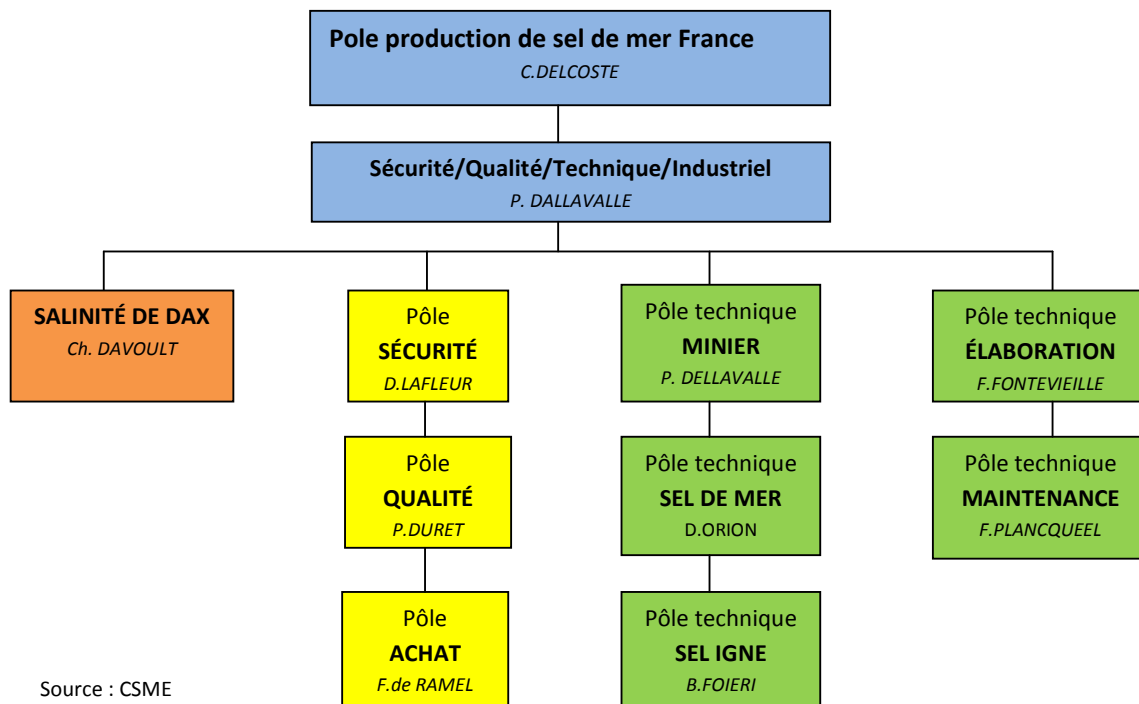 Pole production de sel de mer France
C.DELCOSTE
Sécurité/Qualité/Technique/Industriel
P. DALLAVALLE
SALINITÉ DE DAX
Ch. DAVOULT
Pôle
SÉCURITÉ
D.LAFLEUR
Pôle technique
MINIER
P. DELLAVALLE
Pôle technique
ÉLABORATION
F.FONTEVIEILLE
Pôle
QUALITÉ
P.DURET
Pôle technique
SEL DE MER
D.ORION
Pôle technique
MAINTENANCE
F.PLANCQUEEL
Pôle
ACHAT
F.de RAMEL
Pôle technique
SEL IGNE
B.FOIERI
Source : CSME